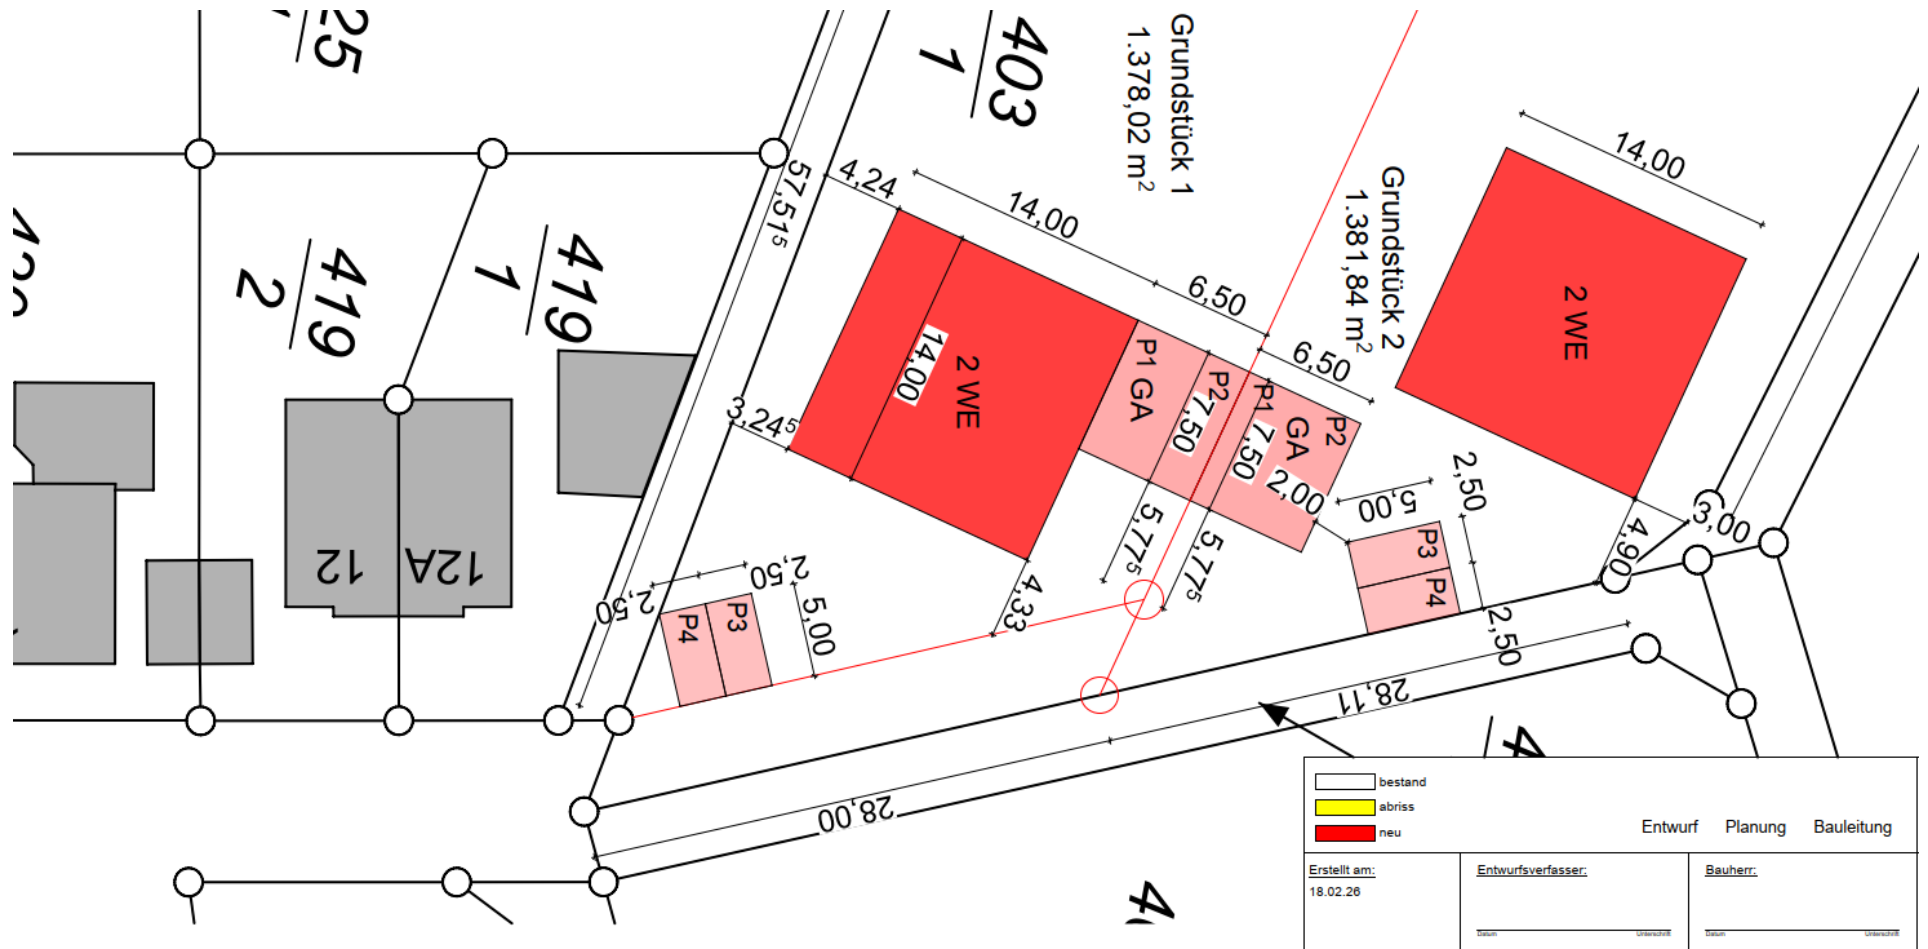 25
403
1
Grundstück 1
1.378,02 m²
Grundstück 2
1.381,84 m²
14,00
57,51⁵
4,24
14,00
6,50
6,50
419
2
419
1
14,00
2 WE
2 WE
P1 GA
P2
7,50
P1
7,50
GA
P2
3,24⁵
2,00
5,00
2,50
5,77⁵
5,77⁵
4,90
3,00
P3
P4
2,50
12
12A
2,50
2,50
P4
P3
5,00
4,33
28,11
28,00
bestand
abriss
neu
Entwurf Planung Bauleitung
Erstellt am:
18.02.26
Entwurfsverfasser:
Datum Unterschrift
Bauherr:
Datum Unterschrift